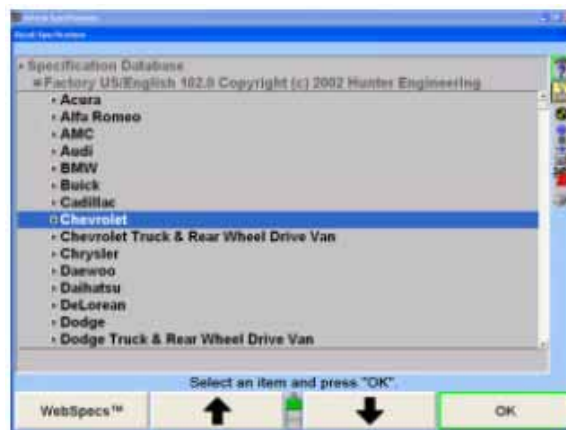 Specification Database
Factory US/English 102.0 Copyright (c) 2002 Hunter Engineering
Acura
Alfa Romeo
AMC
Audi
BMW
Buick
Cadillac
Chevrolet
Chevrolet Truck & Rear Wheel Drive Van
Chrysler
Daewoo
Daihatsu
DeLorean
Dodge
Dodge Truck & Rear Wheel Drive Van
Select an item and press "OK".
WebSpecs™
OK